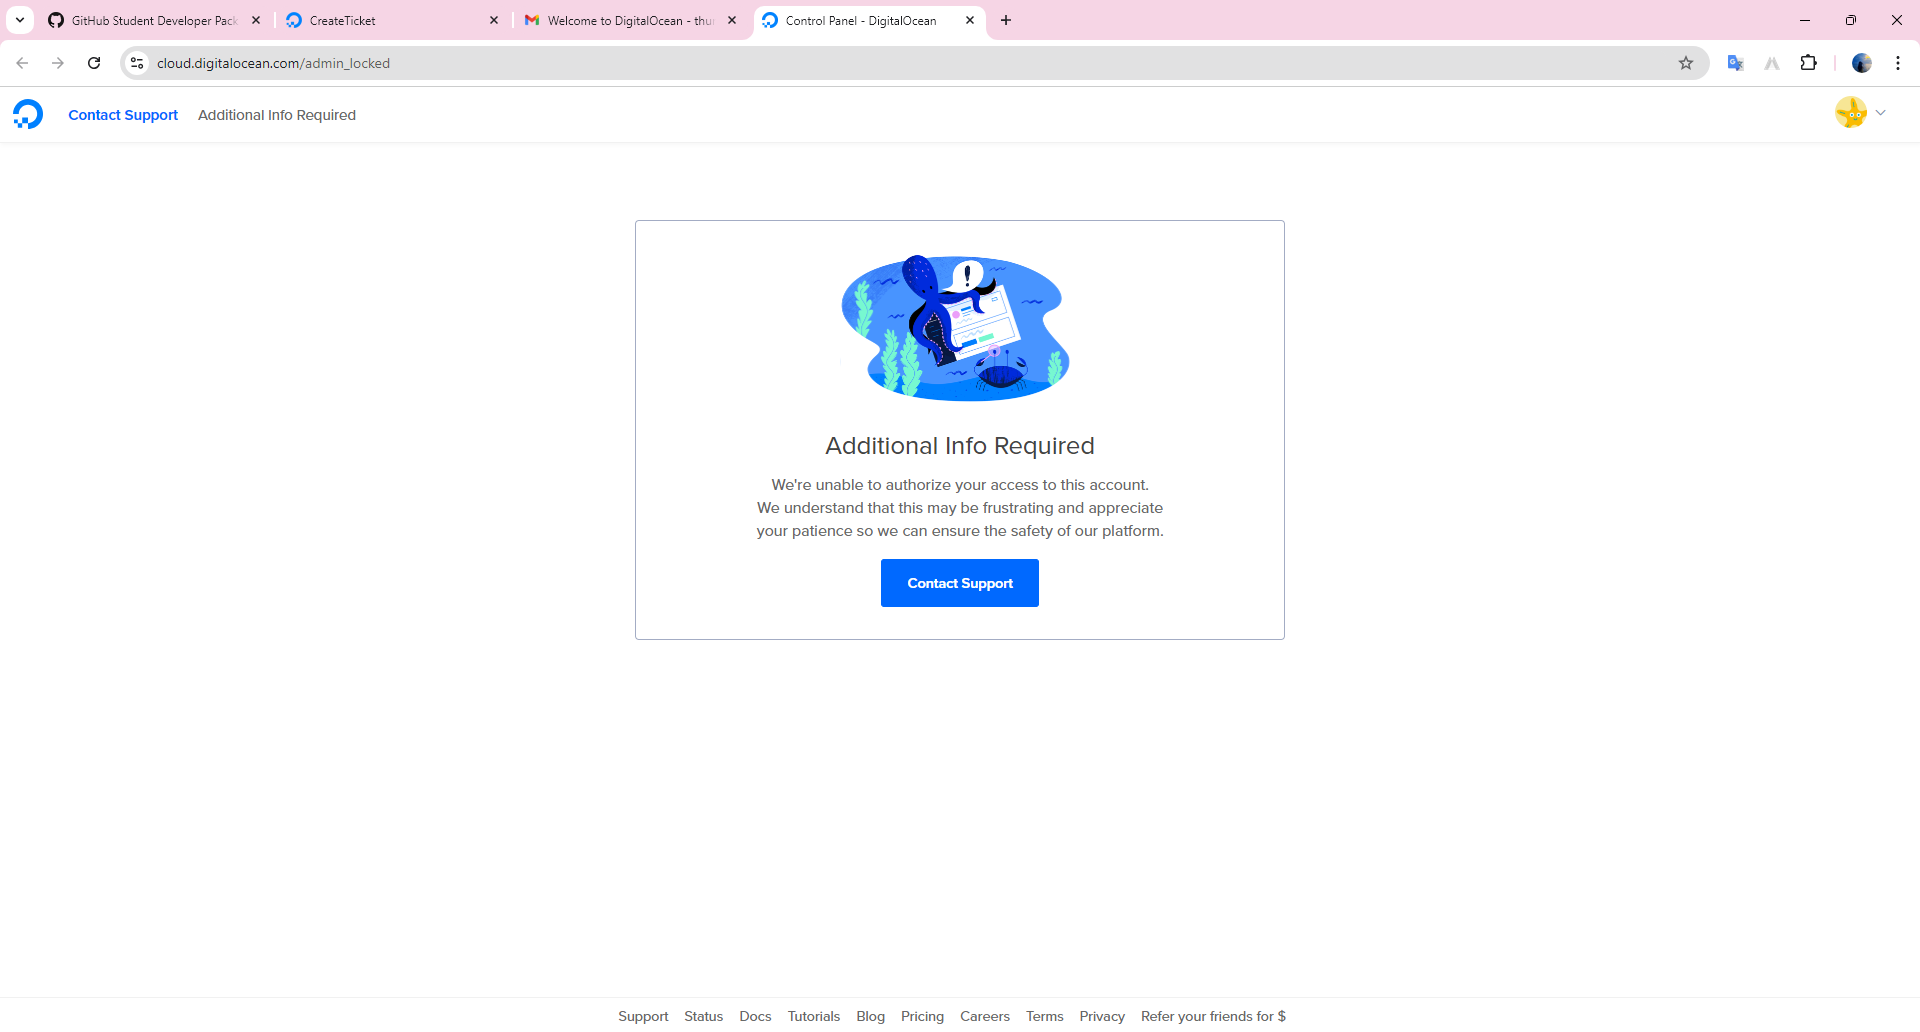 GitHub Student Developer Pack
CreateTicket
Welcome to DigitalOcean - thu
Control Panel - DigitalOcean
cloud.digitalocean.com/admin_locked
Contact Support
Additional Info Required
!
Additional Info Required
We're unable to authorize your access to this account.
We understand that this may be frustrating and appreciate
your patience so we can ensure the safety of our platform.
Contact Support
Support
Status
Docs
Tutorials
Blog
Pricing
Careers
Terms
Privacy
Refer your friends for $